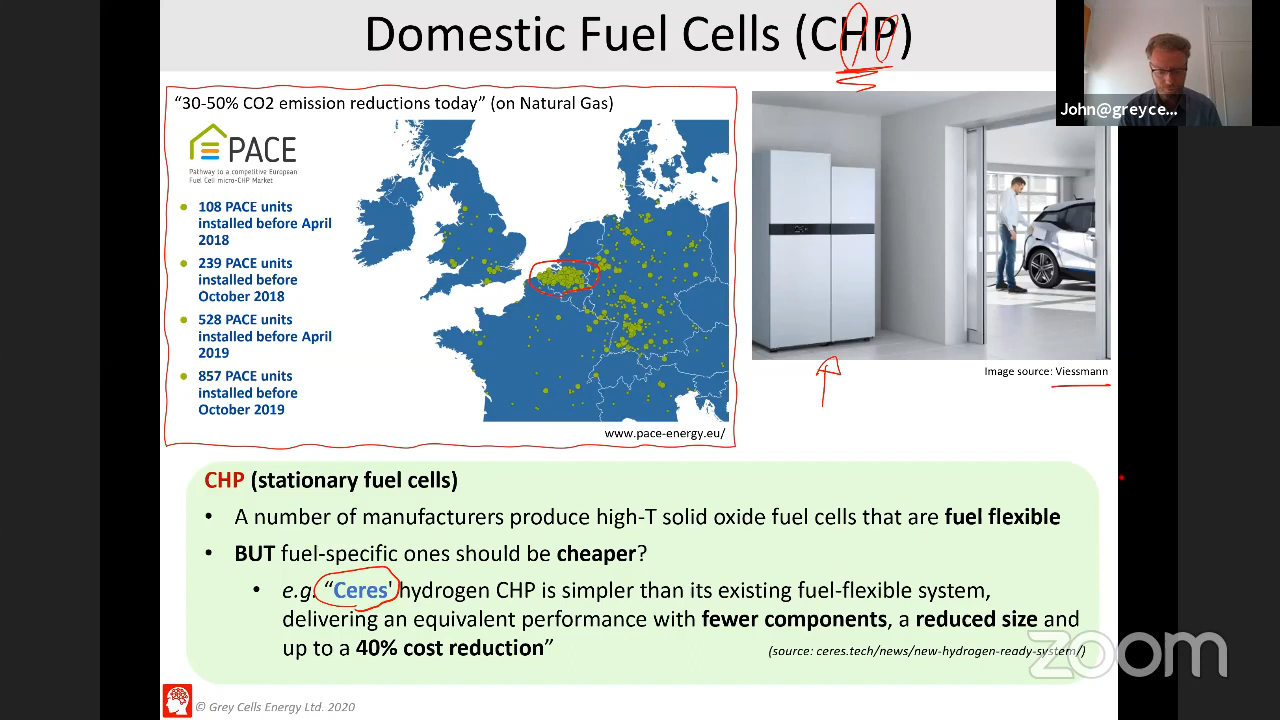 Domestic Fuel Cells (CHP)
John@greyce...
“30-50% CO2 emission reductions today” (on Natural Gas)
PACE
Pathway to a competitive European
Fuel Cell micro-CHP Market
• 108 PACE units
installed before April
2018
• 239 PACE units
installed before
October 2018
• 528 PACE units
installed before April
2019
• 857 PACE units
installed before
October 2019
www.pace-energy.eu/
Image source: Viessmann
CHP (stationary fuel cells)
• A number of manufacturers produce high-T solid oxide fuel cells that are fuel flexible
• BUT fuel-specific ones should be cheaper?
• e.g. “Ceres' hydrogen CHP is simpler than its existing fuel-flexible system,
delivering an equivalent performance with fewer components, a reduced size and
up to a 40% cost reduction”
(source: ceres.tech/news/new-hydrogen-ready-system/)
zoom
© Grey Cells Energy Ltd. 2020